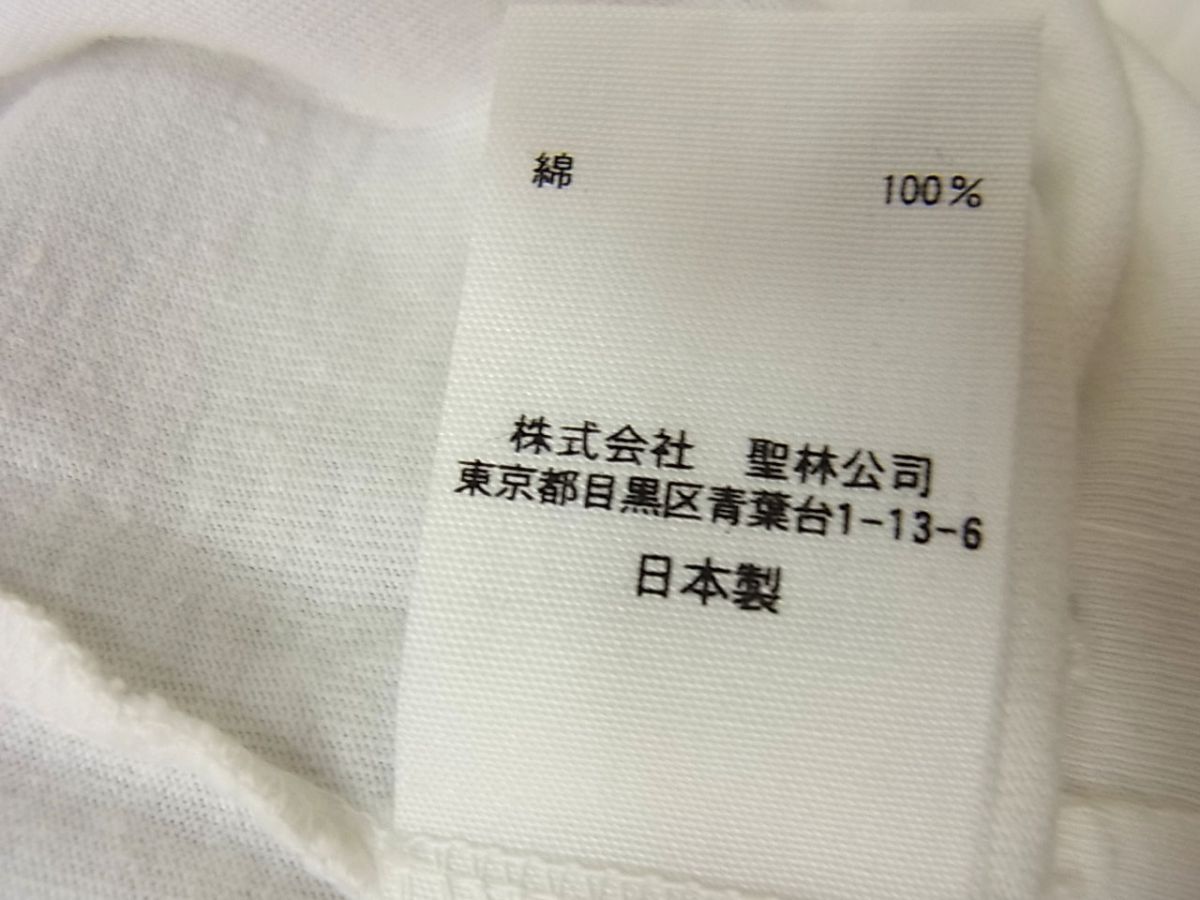 綿 100%
株式会社 聖林公司
東京都目黒区青葉台1-13-6
日本製